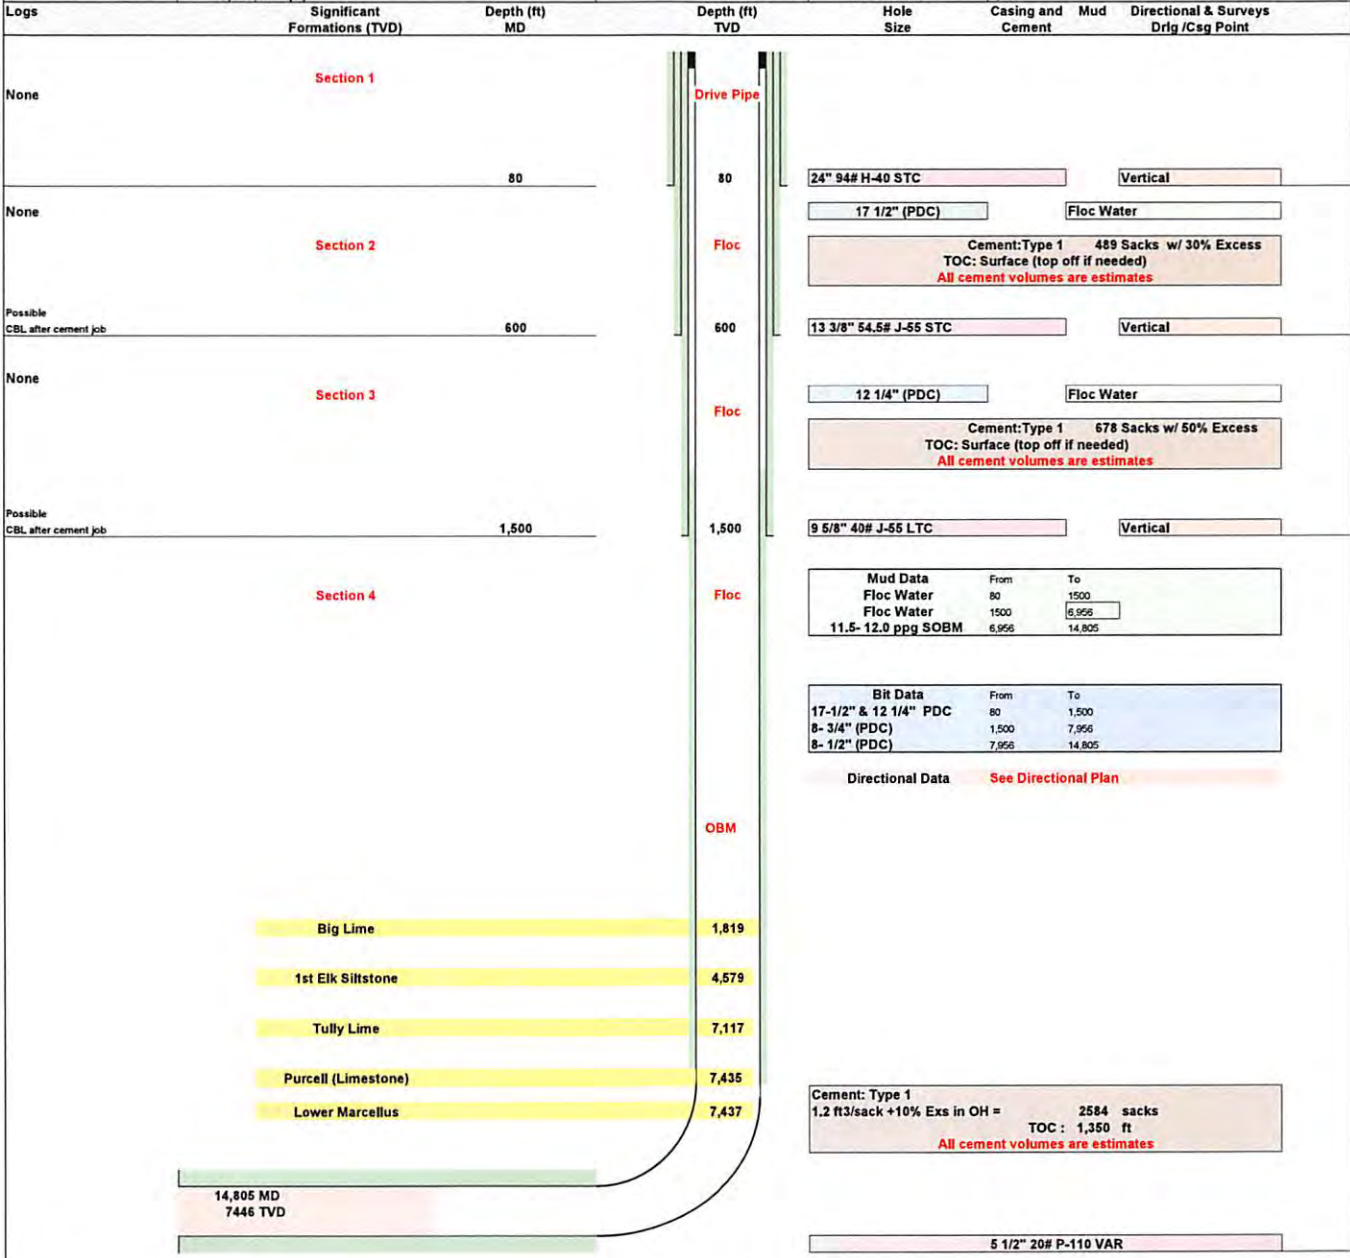 Logs Significant Formations (TVD) Depth (ft) MD Depth (ft) TVD Hole Size Casing and Cement Mud Directional & Surveys Drlg /Csg Point
Section 1
None
Drive Pipe
80 80 24" 94# H-40 STC Vertical
None 17 1/2" (PDC) Floc Water
Section 2 Floc
Cement:Type 1 489 Sacks w/ 30% Excess
TOC: Surface (top off if needed)
All cement volumes are estimates
Possible
CBL after cement job 600 600 13 3/8" 54.5# J-55 STC Vertical
None
Section 3 12 1/4" (PDC) Floc Water
Floc
Cement:Type 1 678 Sacks w/ 50% Excess
TOC: Surface (top off if needed)
All cement volumes are estimates
Possible
CBL after cement job 1,500 1,500 9 5/8" 40# J-55 LTC Vertical
Section 4 Floc
Mud Data From To
Floc Water 80 1500
Floc Water 1500 6,956
11.5- 12.0 ppg SOBM 6,956 14,805
Bit Data From To
17-1/2" & 12 1/4" PDC 80 1,500
8- 3/4" (PDC) 1,500 7,956
8- 1/2" (PDC) 7,956 14,805
Directional Data See Directional Plan
OBM
Big Lime 1,819
1st Elk Siltstone 4,579
Tully Lime 7,117
Purcell (Limestone) 7,435
Lower Marcellus 7,437
Cement: Type 1
1.2 ft3/sack +10% Exs in OH = 2584 sacks
TOC : 1,350 ft
All cement volumes are estimates
14,805 MD
7446 TVD
5 1/2" 20# P-110 VAR